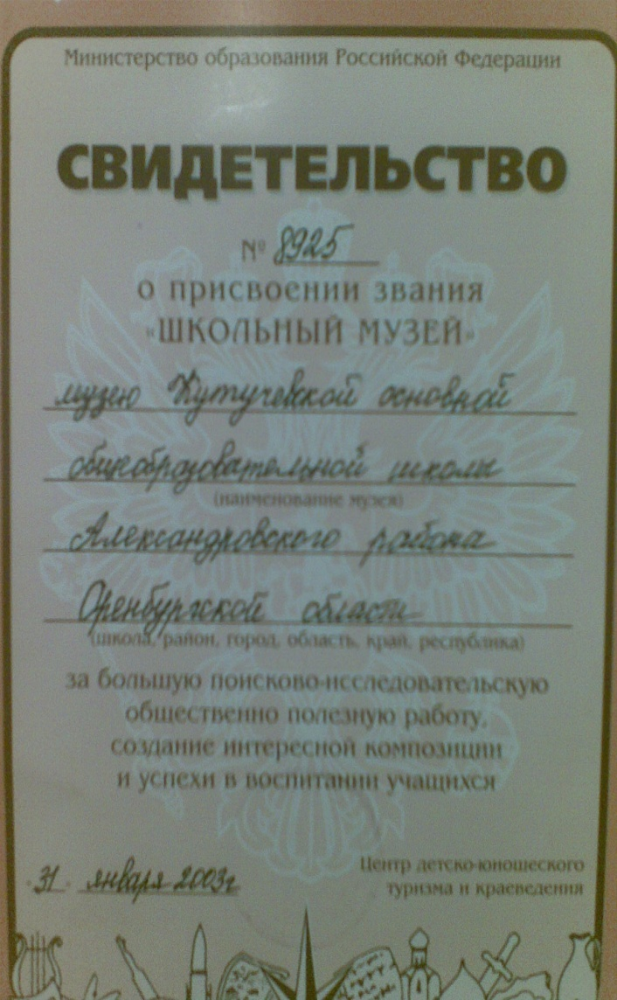 Министерство образования Российской Федерации
СВИДЕТЕЛЬСТВО
№ 8925
о присвоении звания
«ШКОЛЬНЫЙ МУЗЕЙ»
музею Кутучевской основной
общеобразовательной школы
(наименование музея)
Александровского района
Оренбургской области
(школа, район, город, область, край, республика)
за большую поисково-исследовательскую
общественно полезную работу,
создание интересной композиции
и успехи в воспитании учащихся
"31" января 2003г
Центр детско-юношеского
туризма и краеведения